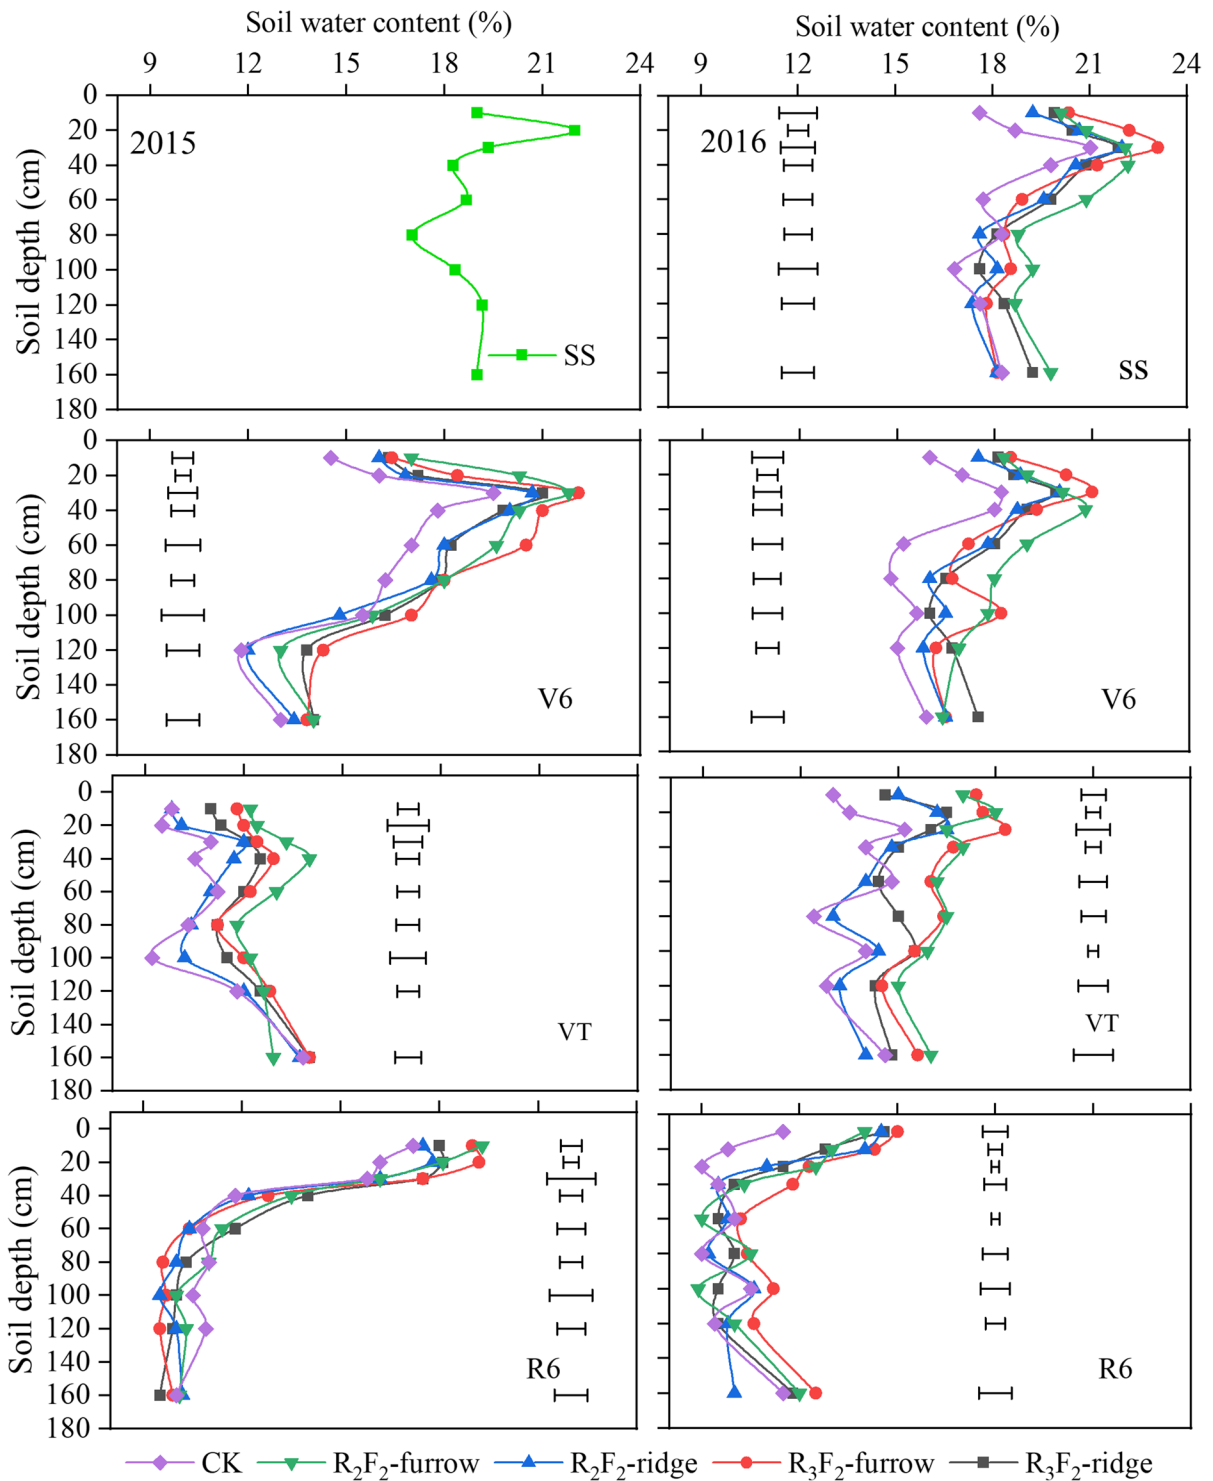 Soil water content (%)
Soil water content (%)
9 12 15 18 21 24
9 12 15 18 21 24
Soil depth (cm)
0
20
40
60
80
100
120
140
160
180
2015
SS
2016
SS
Soil depth (cm)
0
20
40
60
80
100
120
140
160
180
V6
V6
Soil depth (cm)
0
20
40
60
80
100
120
140
160
180
VT
VT
Soil depth (cm)
0
20
40
60
80
100
120
140
160
180
R6
R6
CK R₂F₂-furrow R₂F₂-ridge R₃F₂-furrow R₃F₂-ridge